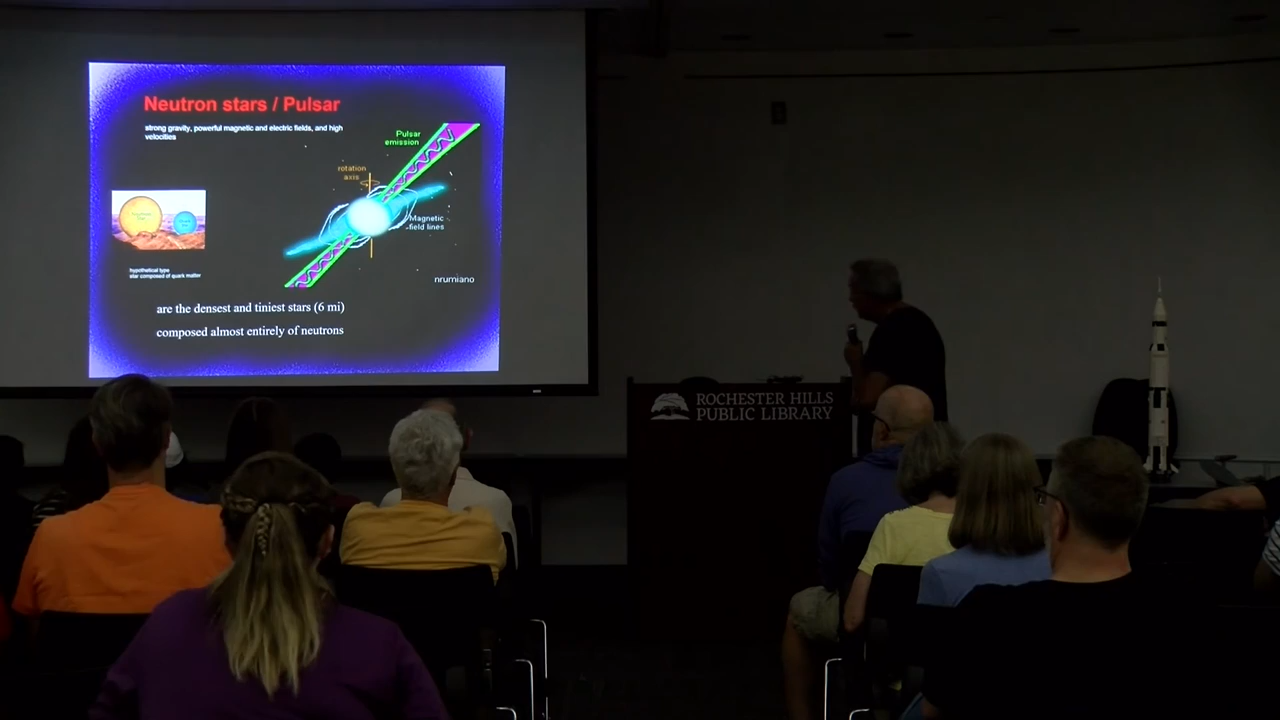 Neutron stars / Pulsar
strong gravity, powerful magnetic and electric fields, and high
velocities
Pulsar
emission
rotation
axis
Magnetic
field lines
hypothetical type
star composed of quark matter
nrumiano
are the densest and tiniest stars (6 mi)
composed almost entirely of neutrons
ROCHESTER HILLS
PUBLIC LIBRARY